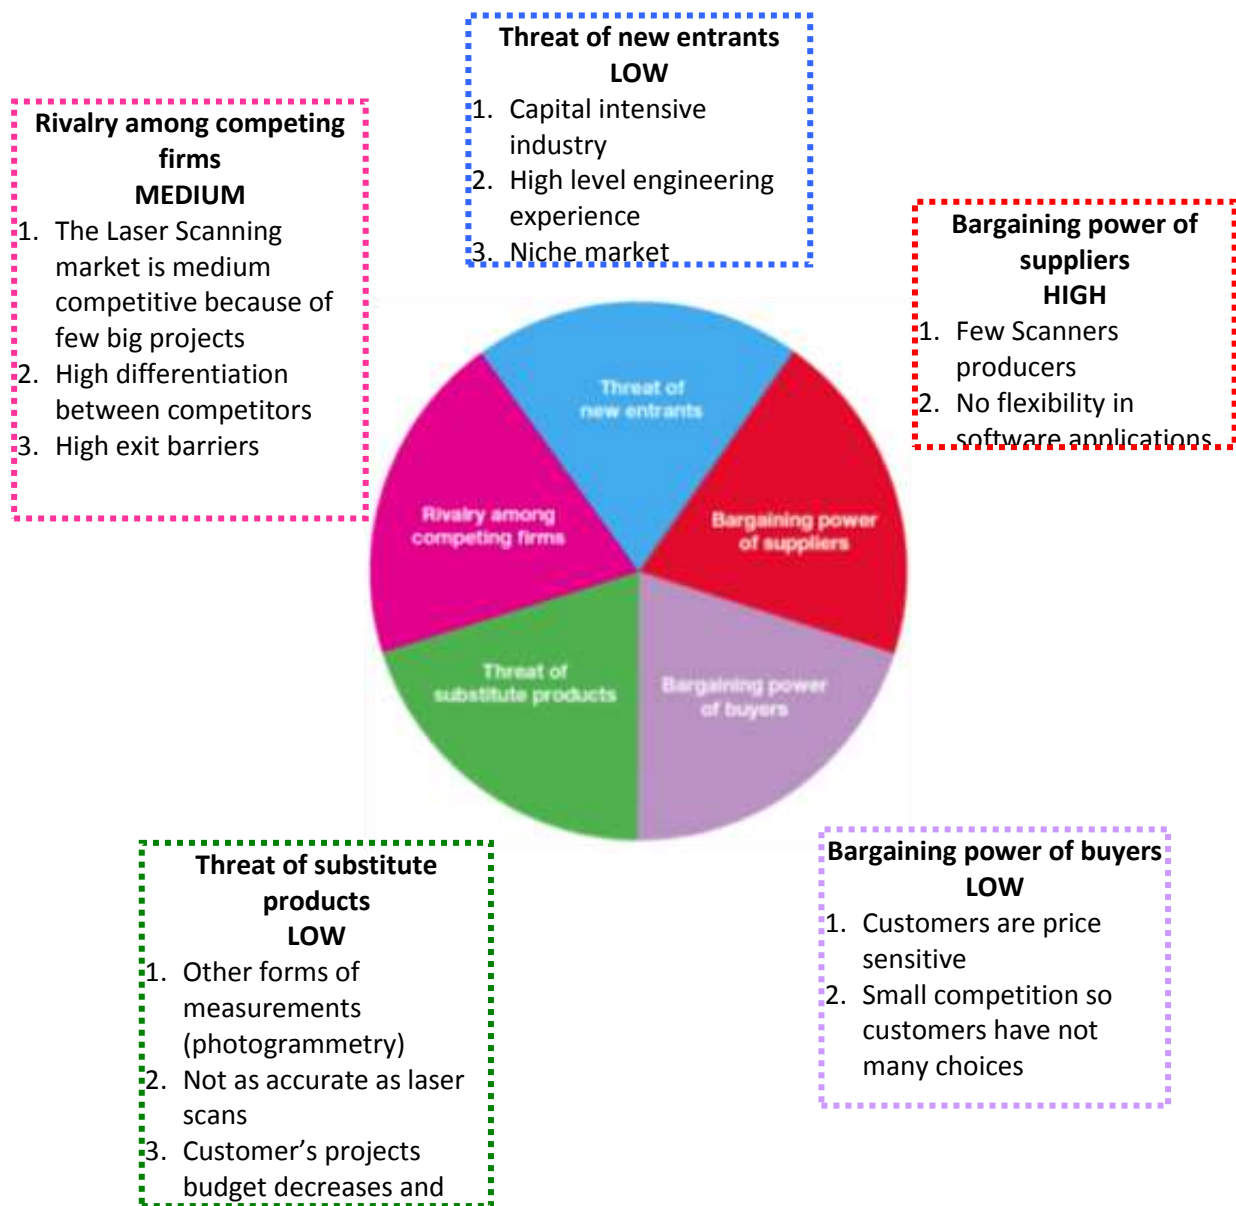 Threat of new entrants
LOW
1. Capital intensive
industry
2. High level engineering
experience
3. Niche market
Rivalry among competing
firms
MEDIUM
1. The Laser Scanning
market is medium
competitive because of
few big projects
2. High differentiation
between competitors
3. High exit barriers
Bargaining power of
suppliers
HIGH
1. Few Scanners
producers
2. No flexibility in
software applications
Threat of
new entrants
Rivalry among
competing firms
Bargaining power
of suppliers
Threat of
substitute products
Bargaining power
of buyers
Threat of substitute
products
LOW
1. Other forms of
measurements
(photogrammetry)
2. Not as accurate as laser
scans
3. Customer’s projects
budget decreases and
Bargaining power of buyers
LOW
1. Customers are price
sensitive
2. Small competition so
customers have not
many choices